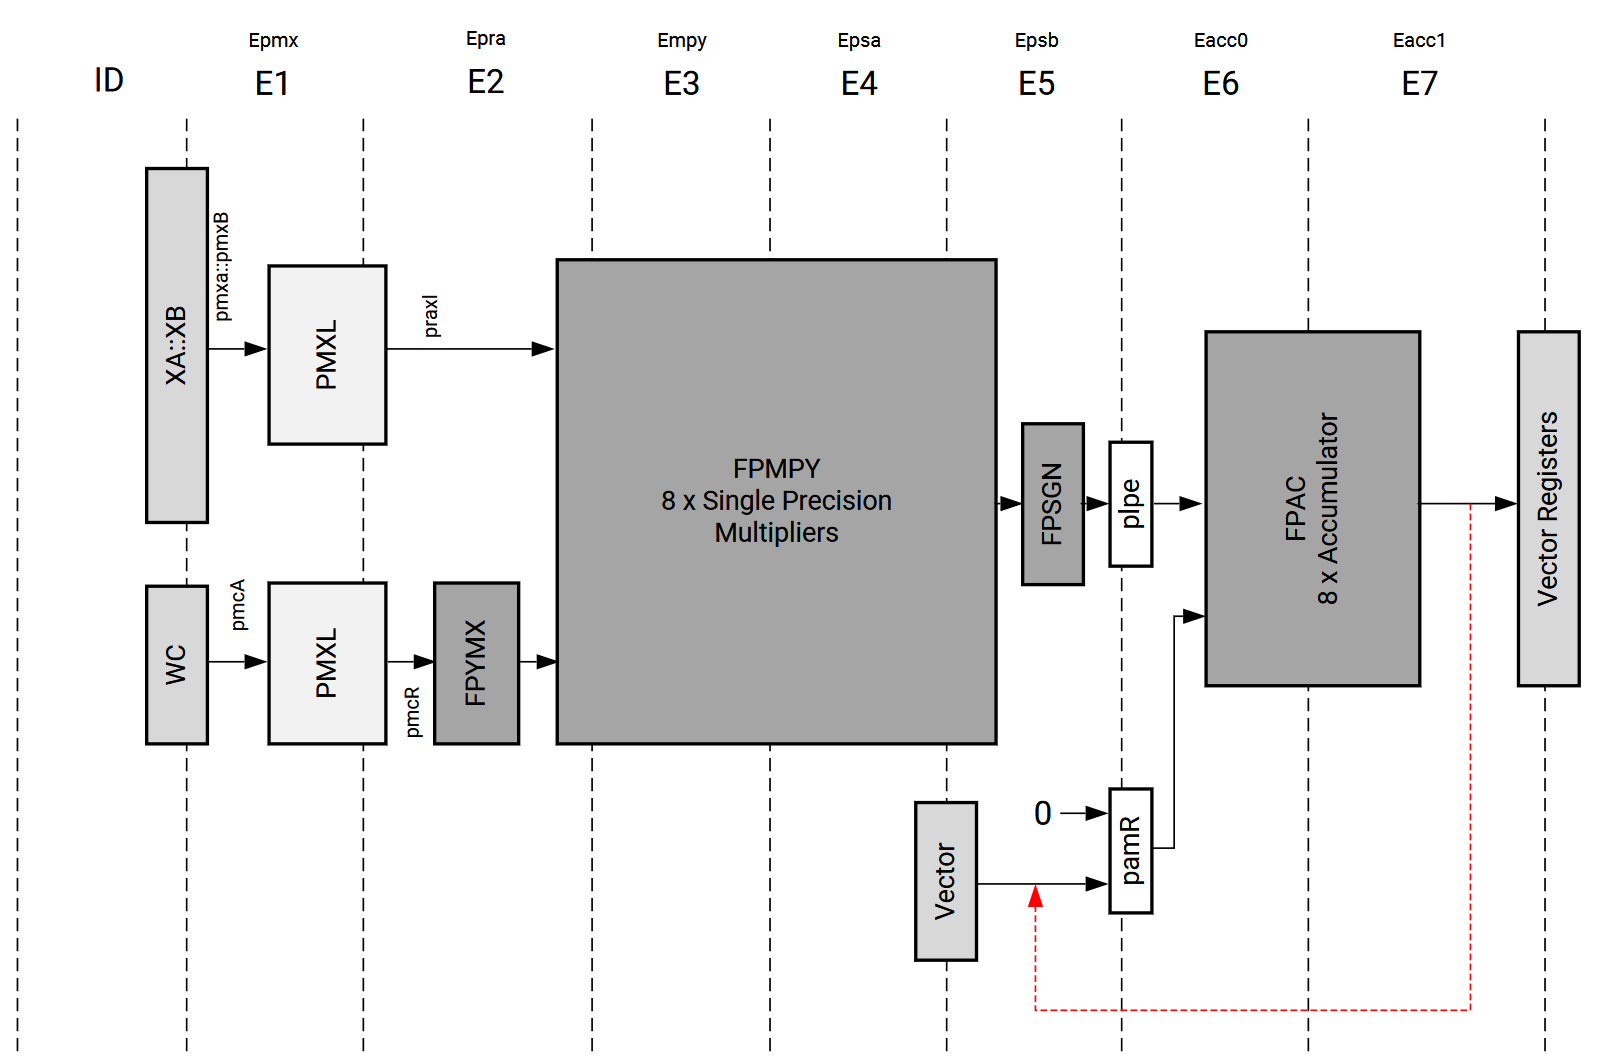 Epmx
Epra
Empy
Epsa
Epsb
Eacc0
Eacc1
ID
E1
E2
E3
E4
E5
E6
E7
XA::XB
pmxa::pmxB
PMXL
praxI
WC
pmcA
PMXL
pmcR
FPYMX
FPMPY
8 x Single Precision
Multipliers
FPSGN
plpe
FPAC
8 x Accumulator
Vector Registers
Vector
0
pamR